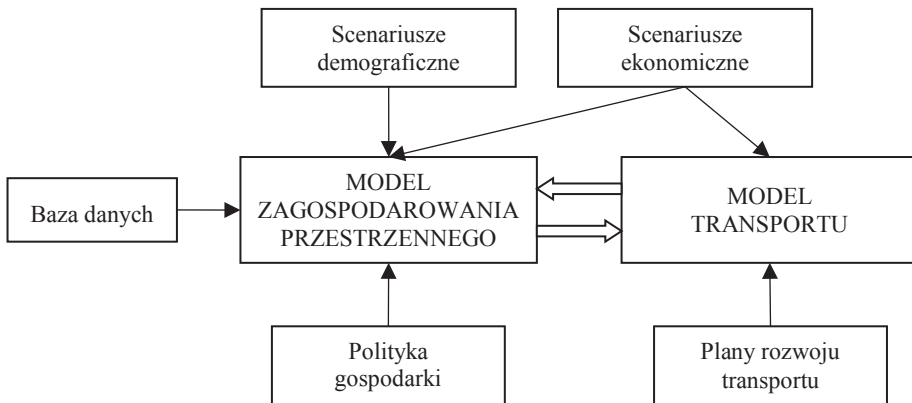 Scenariusze
demograficzne
Scenariusze
ekonomiczne
Baza danych
MODEL
ZAGOSPODAROWANIA
PRZESTRZENNEGO
MODEL
TRANSPORTU
Polityka
gospodarki
Plany rozwoju
transportu